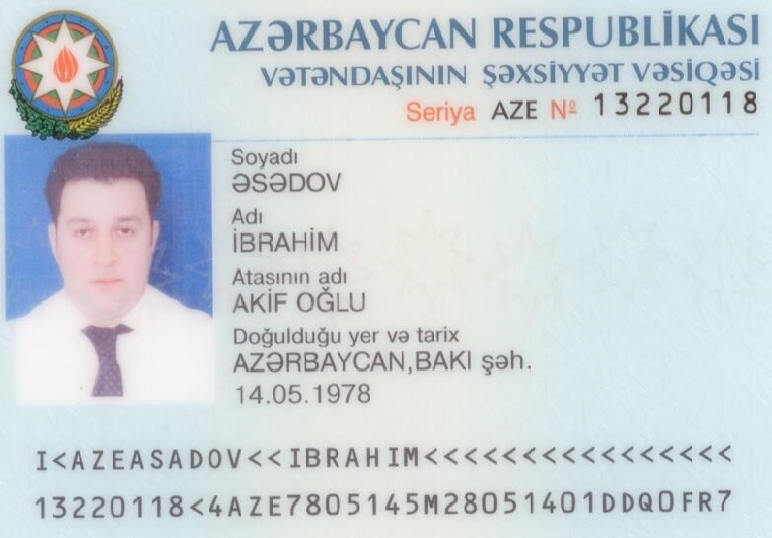 AZƏRBAYCAN RESPUBLİKASI
VƏTƏNDAŞININ ŞƏXSİYYƏT VƏSİQƏSİ
Seriya AZE № 13220118
Soyadı
ƏSƏDOV
Adı
İBRAHİM
Atasının adı
AKİF OĞLU
Doğulduğu yer və tarix
AZƏRBAYCAN,BAKI şəh.
14.05.1978
I<AZEASADOV<<IBRAHIM<<<<<<<<<<<<<<<<
13220118<4AZE7805145M28051401DDQ0FR7